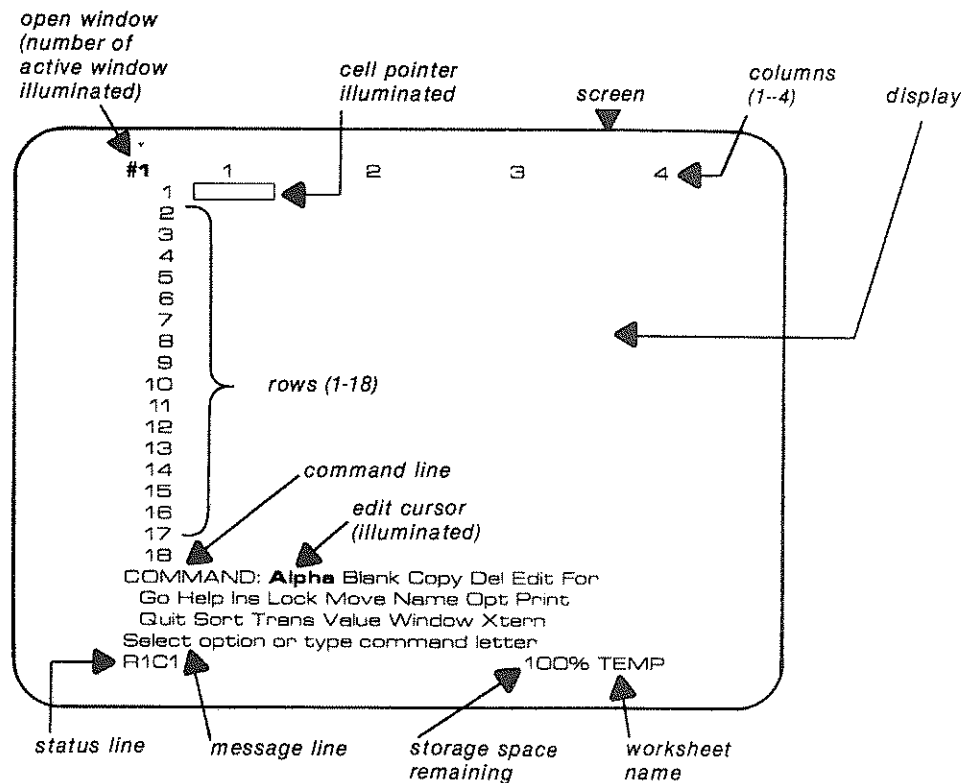 open window
(number of
active window
illuminated)
cell pointer
illuminated
screen
columns
(1--4)
display
#1 1 2 3 4
1
2
3
4
5
6
7
8
9
10
rows (1-18)
11
12
13
14
command line
15
16
edit cursor
(illuminated)
17
18
COMMAND: Alpha Blank Copy Del Edit For
Go Help Ins Lock Move Name Opt Print
Quit Sort Trans Value Window Xtern
Select option or type command letter
R1C1 100% TEMP
status line
message line
storage space
remaining
worksheet
name